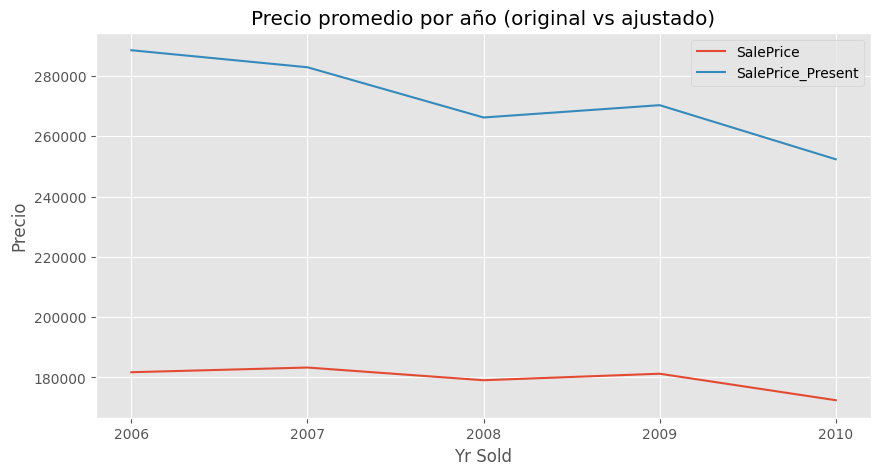 Precio promedio por año (original vs ajustado)
SalePrice
SalePrice_Present
280000
260000
240000
220000
200000
180000
Precio
2006
2007
2008
2009
2010
Yr Sold